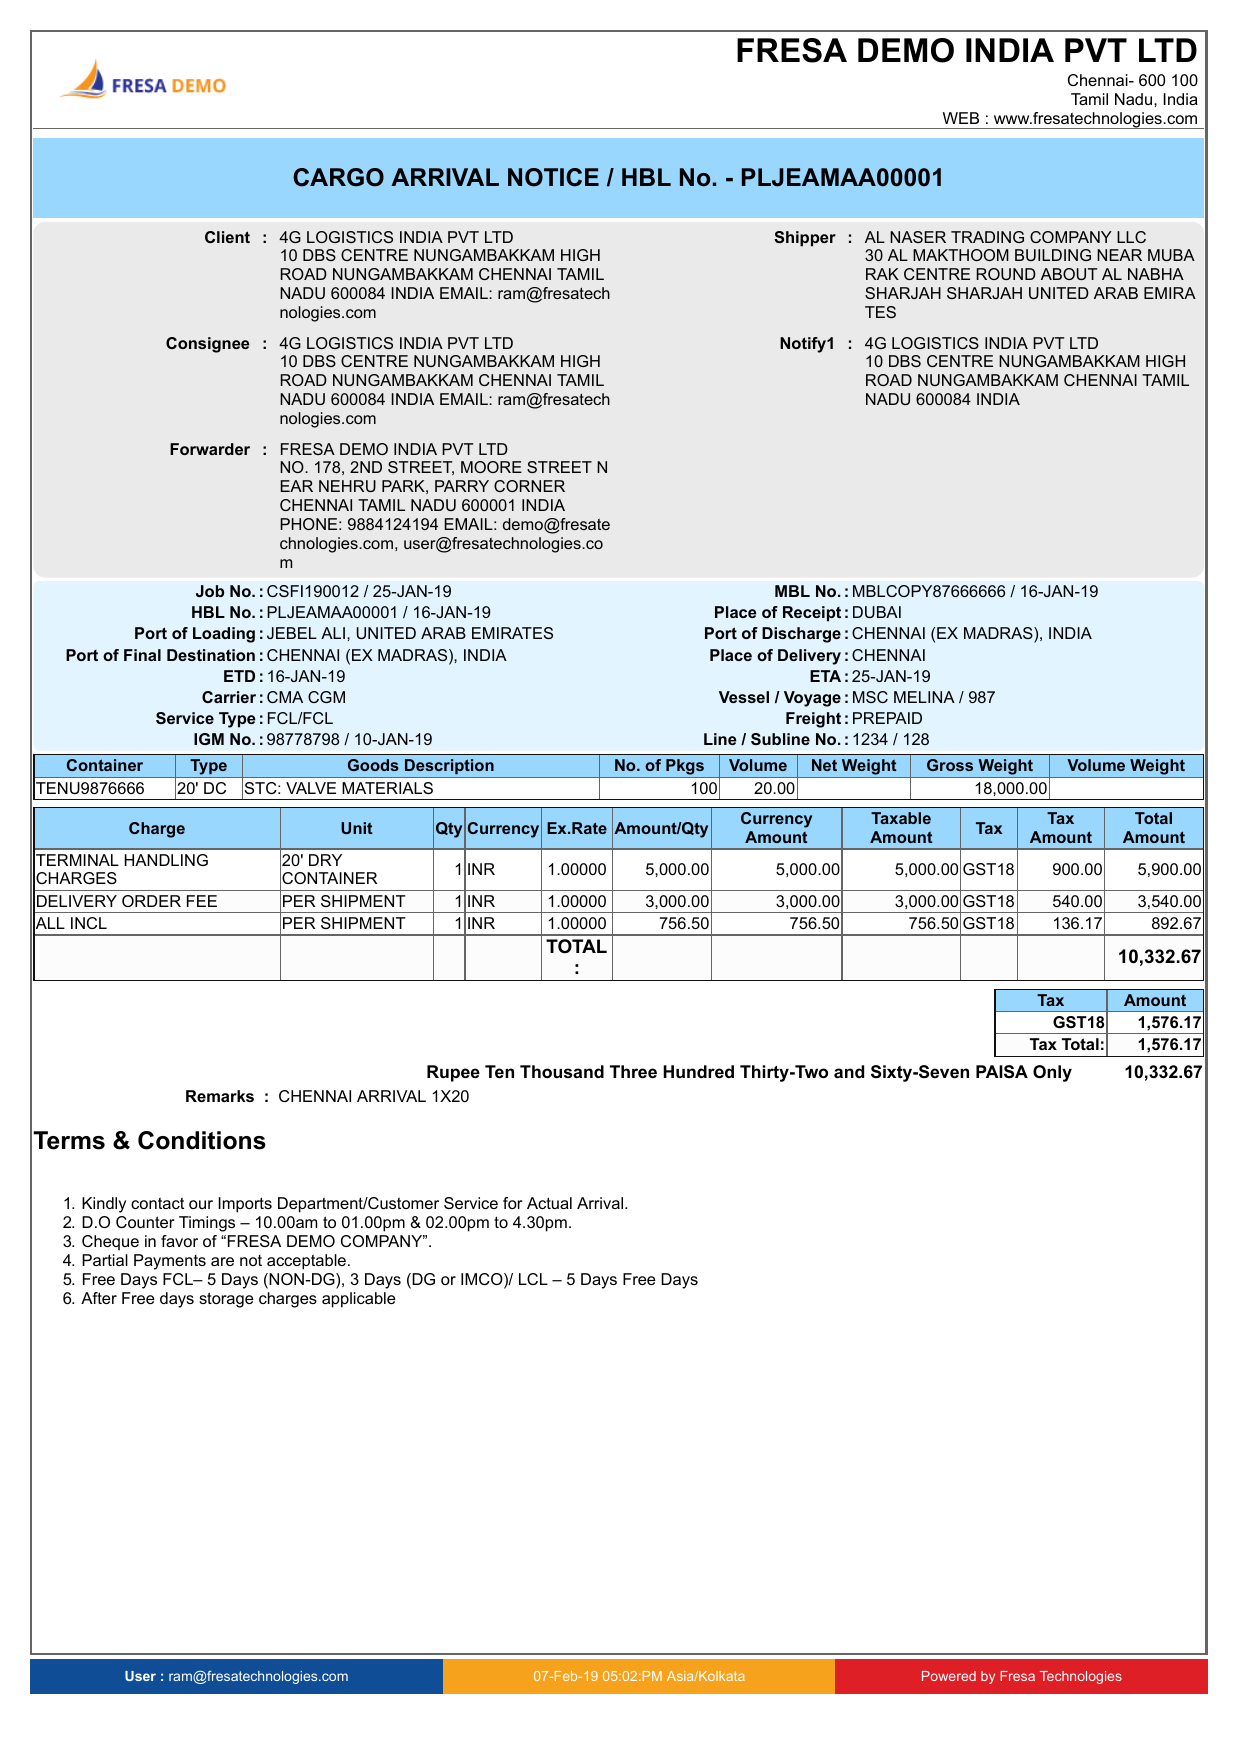 FRESA DEMO
FRESA DEMO INDIA PVT LTD
Chennai- 600 100
Tamil Nadu, India
WEB : www.fresatechnologies.com
CARGO ARRIVAL NOTICE / HBL No. - PLJEAMAA00001
Client : 4G LOGISTICS INDIA PVT LTD
10 DBS CENTRE NUNGAMBAKKAM HIGH
ROAD NUNGAMBAKKAM CHENNAI TAMIL
NADU 600084 INDIA EMAIL: ram@fresatech
nologies.com
Shipper : AL NASER TRADING COMPANY LLC
30 AL MAKTHOOM BUILDING NEAR MUBA
RAK CENTRE ROUND ABOUT AL NABHA
SHARJAH SHARJAH UNITED ARAB EMIRA
TES
Consignee : 4G LOGISTICS INDIA PVT LTD
10 DBS CENTRE NUNGAMBAKKAM HIGH
ROAD NUNGAMBAKKAM CHENNAI TAMIL
NADU 600084 INDIA EMAIL: ram@fresatech
nologies.com
Notify1 : 4G LOGISTICS INDIA PVT LTD
10 DBS CENTRE NUNGAMBAKKAM HIGH
ROAD NUNGAMBAKKAM CHENNAI TAMIL
NADU 600084 INDIA
Forwarder : FRESA DEMO INDIA PVT LTD
NO. 178, 2ND STREET, MOORE STREET N
EAR NEHRU PARK, PARRY CORNER
CHENNAI TAMIL NADU 600001 INDIA
PHONE: 9884124194 EMAIL: demo@fresate
chnologies.com, user@fresatechnologies.co
m
Job No. : CSFI190012 / 25-JAN-19 MBL No. : MBLCOPY87666666 / 16-JAN-19
HBL No. : PLJEAMAA00001 / 16-JAN-19 Place of Receipt : DUBAI
Port of Loading : JEBEL ALI, UNITED ARAB EMIRATES Port of Discharge : CHENNAI (EX MADRAS), INDIA
Port of Final Destination : CHENNAI (EX MADRAS), INDIA Place of Delivery : CHENNAI
ETD : 16-JAN-19 ETA : 25-JAN-19
Carrier : CMA CGM Vessel / Voyage : MSC MELINA / 987
Service Type : FCL/FCL Freight : PREPAID
IGM No. : 98778798 / 10-JAN-19 Line / Subline No. : 1234 / 128
Container Type Goods Description No. of Pkgs Volume Net Weight Gross Weight Volume Weight
TENU9876666 20' DC STC: VALVE MATERIALS 100 20.00 18,000.00
Charge Unit Qty Currency Ex.Rate Amount/Qty Currency Amount Taxable Amount Tax Tax Amount Total Amount
TERMINAL HANDLING CHARGES 20' DRY CONTAINER 1 INR 1.00000 5,000.00 5,000.00 5,000.00 GST18 900.00 5,900.00
DELIVERY ORDER FEE PER SHIPMENT 1 INR 1.00000 3,000.00 3,000.00 3,000.00 GST18 540.00 3,540.00
ALL INCL PER SHIPMENT 1 INR 1.00000 756.50 756.50 756.50 GST18 136.17 892.67
TOTAL : 10,332.67
Tax Amount
GST18 1,576.17
Tax Total: 1,576.17
Rupee Ten Thousand Three Hundred Thirty-Two and Sixty-Seven PAISA Only 10,332.67
Remarks : CHENNAI ARRIVAL 1X20
Terms & Conditions
1. Kindly contact our Imports Department/Customer Service for Actual Arrival.
2. D.O Counter Timings – 10.00am to 01.00pm & 02.00pm to 4.30pm.
3. Cheque in favor of “FRESA DEMO COMPANY”.
4. Partial Payments are not acceptable.
5. Free Days FCL– 5 Days (NON-DG), 3 Days (DG or IMCO)/ LCL – 5 Days Free Days
6. After Free days storage charges applicable
User : ram@fresatechnologies.com 07-Feb-19 05:02:PM Asia/Kolkata Powered by Fresa Technologies